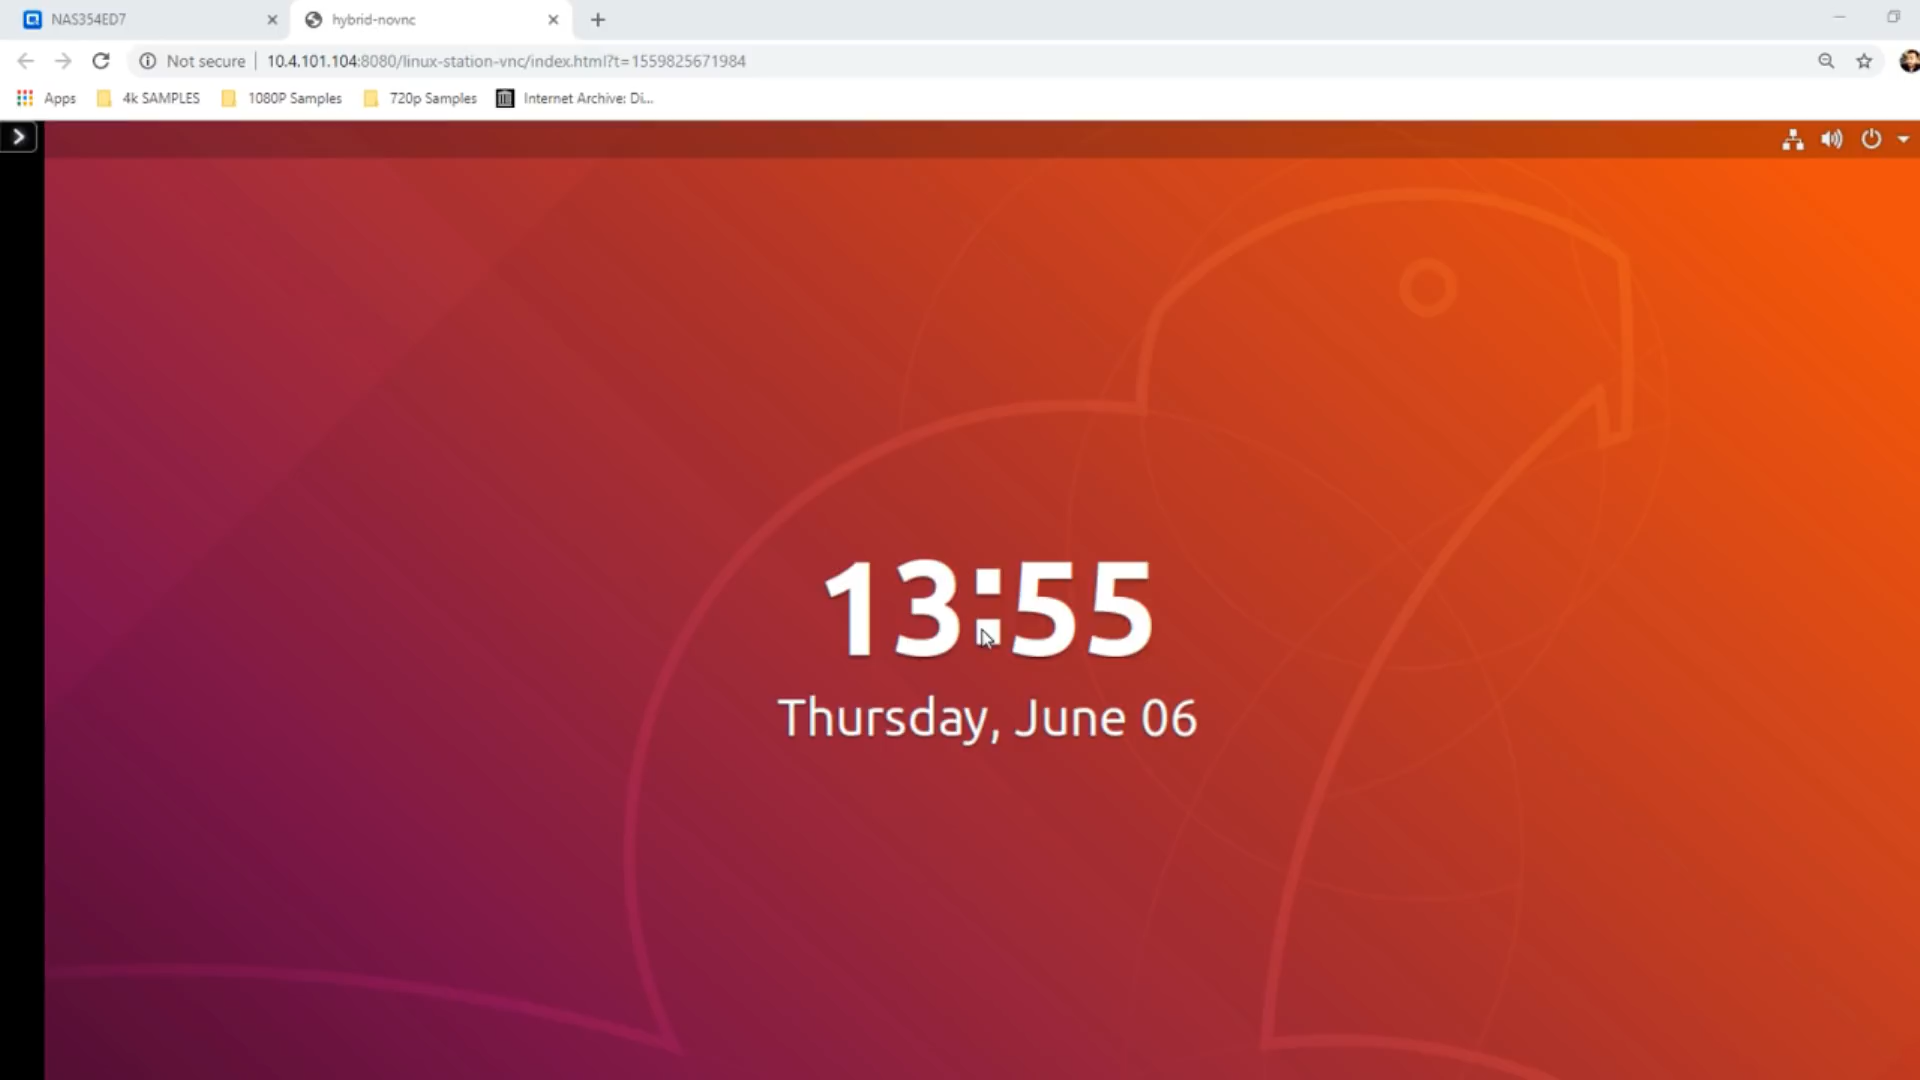 NAS354ED7
hybrid-novnc
Not secure
10.4.101.104:8080/linux-station-vnc/index.html?t=1559825671984
Apps
4k SAMPLES
1080P Samples
720p Samples
Internet Archive: Di...
13:55
Thursday, June 06